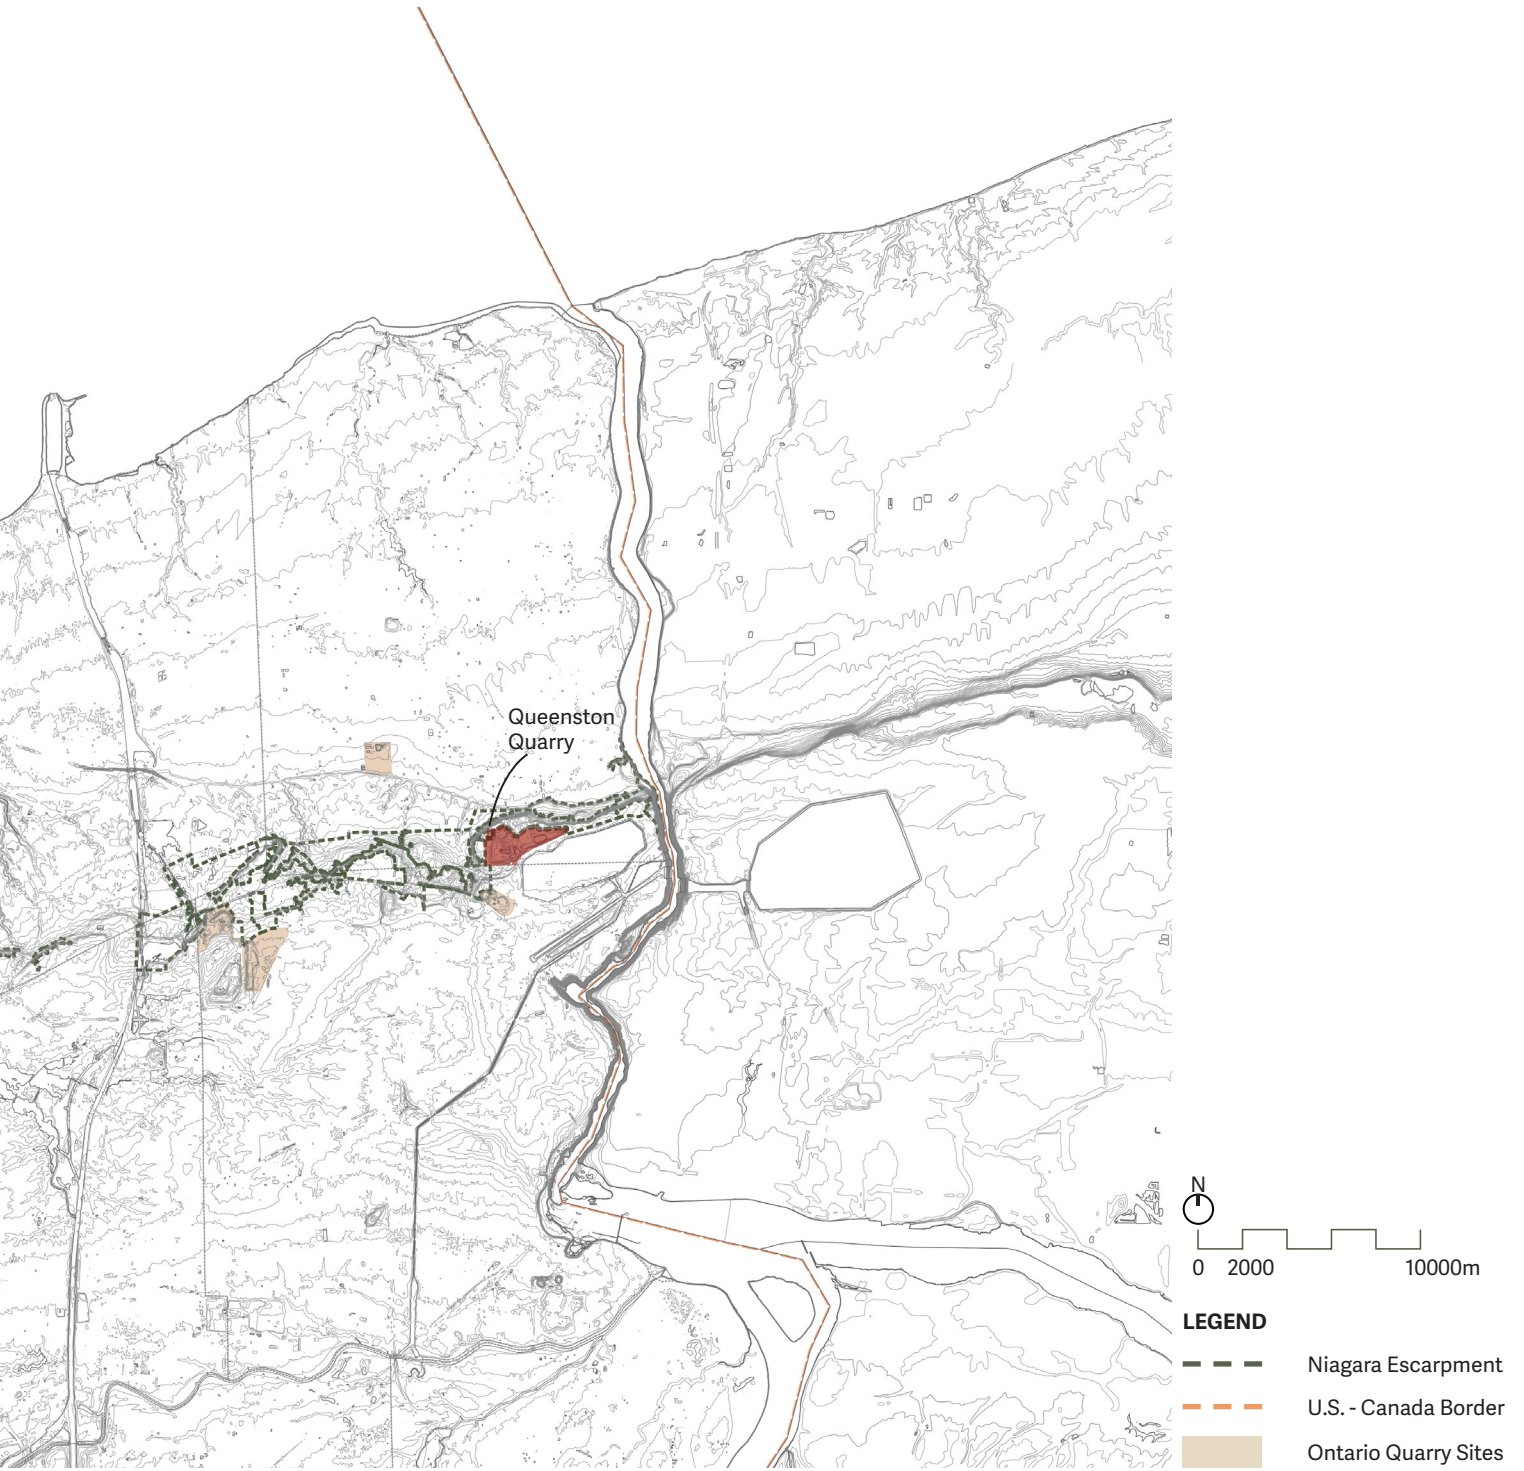 Queenston
Quarry
N
0 2000 10000m
LEGEND
Niagara Escarpment
U.S. - Canada Border
Ontario Quarry Sites